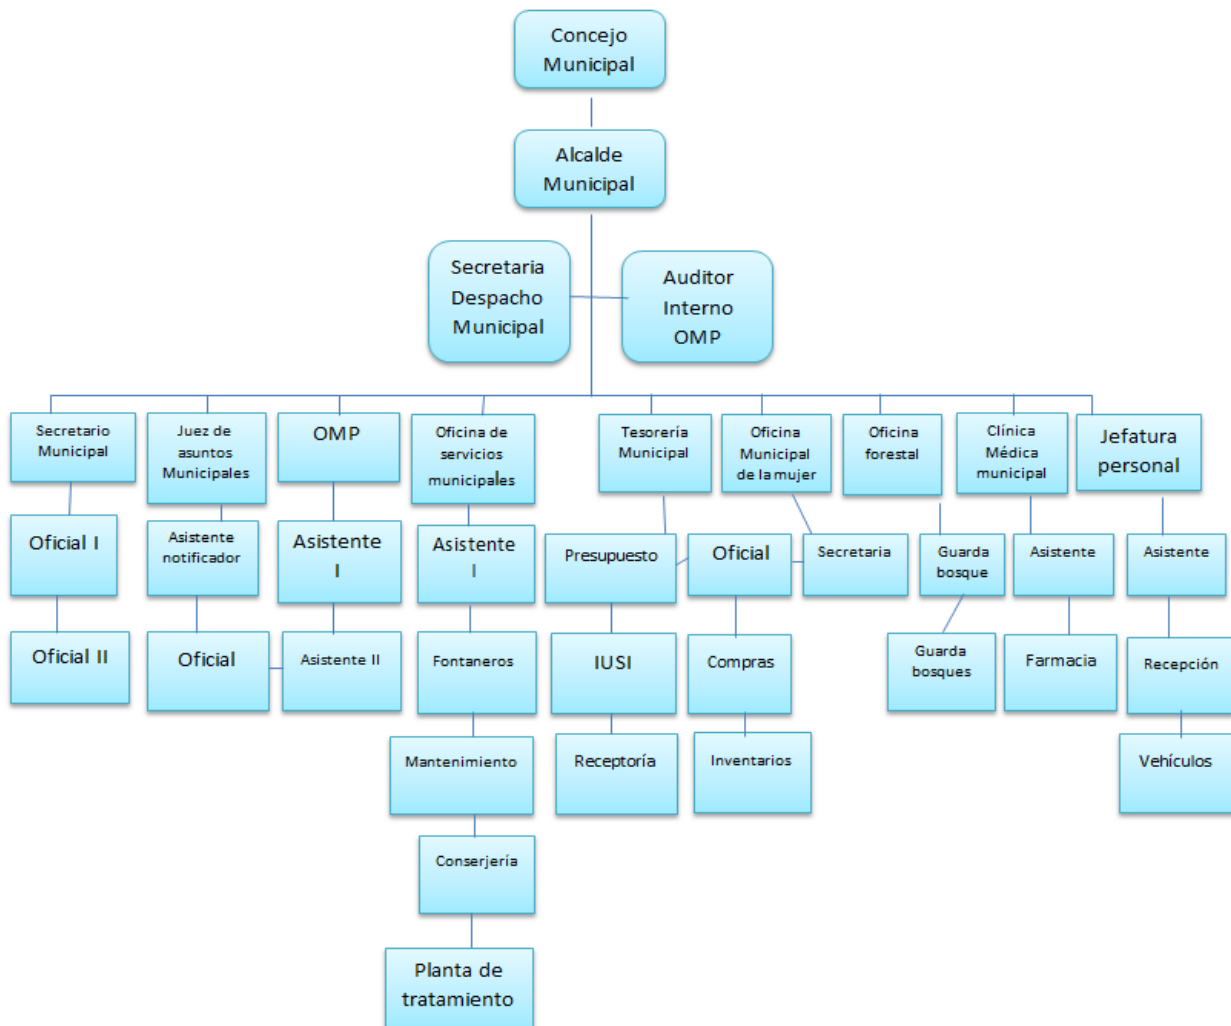 Concejo
Municipal
Alcalde
Municipal
Secretaria
Despacho
Municipal
Auditor
Interno
OMP
Secretario
Municipal
Juez de
asuntos
Municipales
OMP
Oficina de
servicios
municipales
Tesorería
Municipal
Oficina
Municipal
de la mujer
Oficina
forestal
Clínica
Médica
municipal
Jefatura
personal
Oficial I
Asistente
notificador
Asistente
I
Asistente
I
Presupuesto
Oficial
Secretaria
Guarda
bosque
Asistente
Asistente
Oficial II
Oficial
Asistente II
Fontaneros
IUSI
Compras
Guarda
bosques
Farmacia
Recepción
Mantenimiento
Receptoría
Inventarios
Vehículos
Conserjería
Planta de
tratamiento